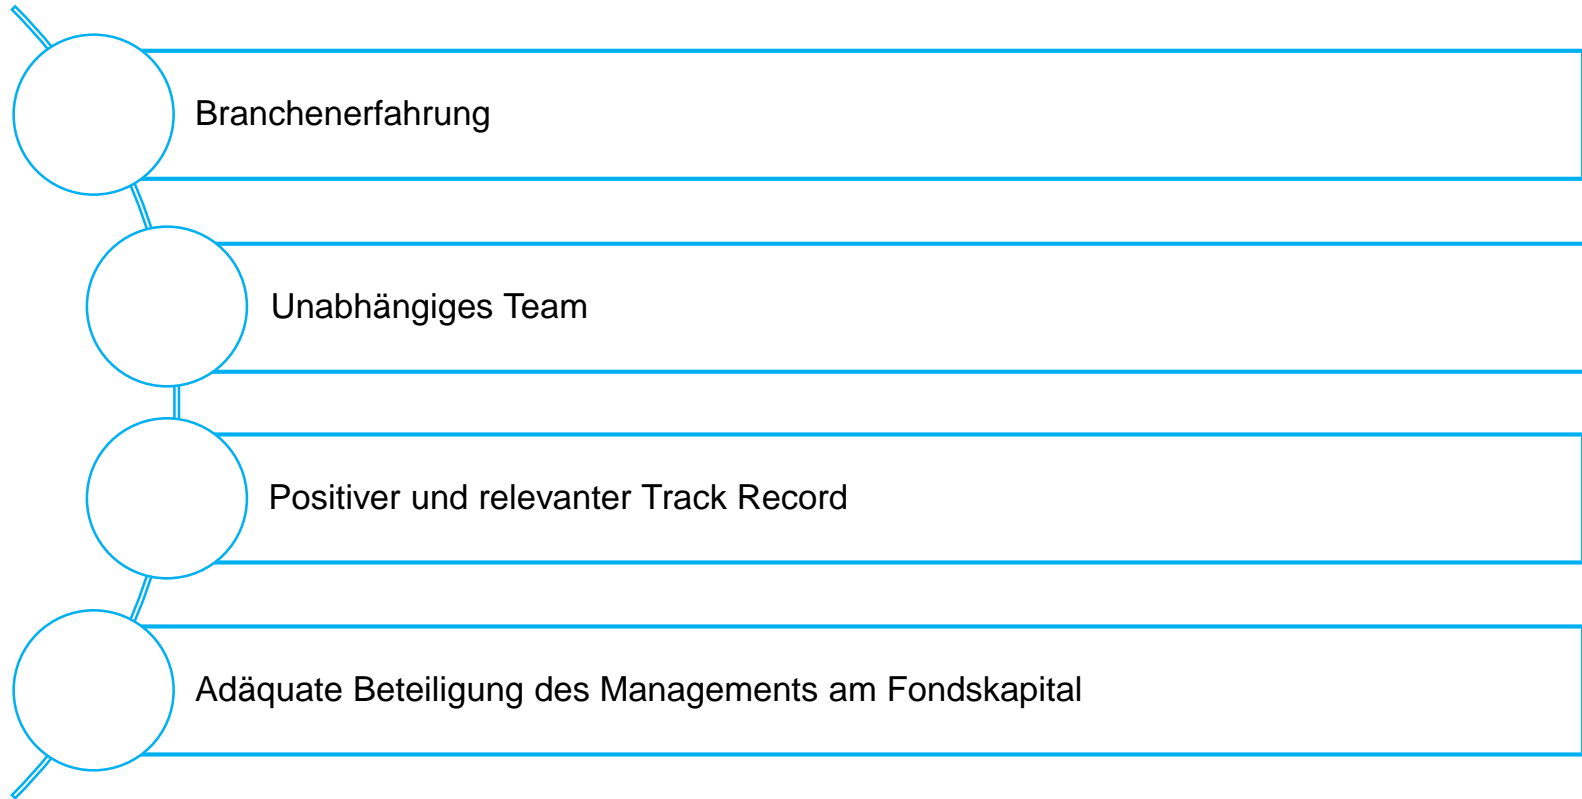 Branchenerfahrung
Unabhängiges Team
Positiver und relevanter Track Record
Adäquate Beteiligung des Managements am Fondskapital